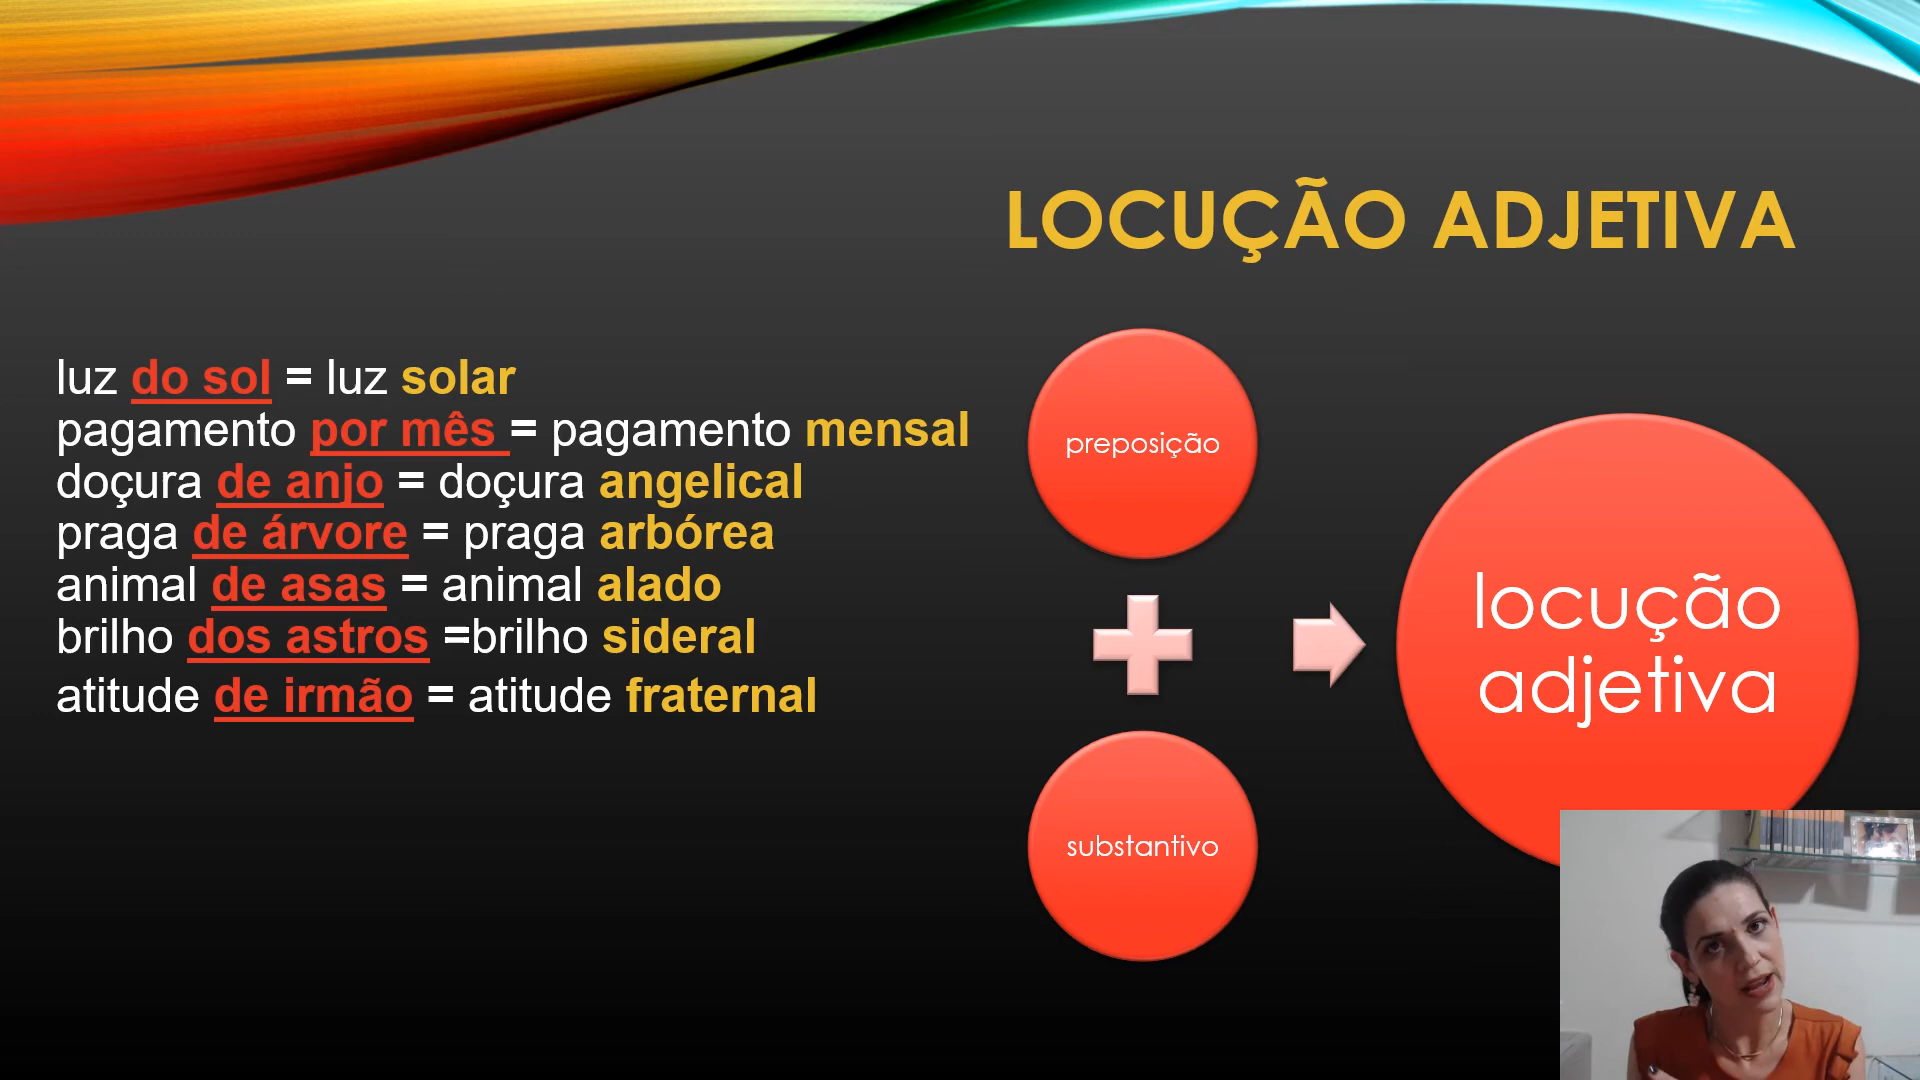 LOCUÇÃO ADJETIVA
luz do sol = luz solar
pagamento por mês = pagamento mensal
doçura de anjo = doçura angelical
praga de árvore = praga arbórea
animal de asas = animal alado
brilho dos astros =brilho sideral
atitude de irmão = atitude fraternal
preposição
substantivo
locução
adjetiva